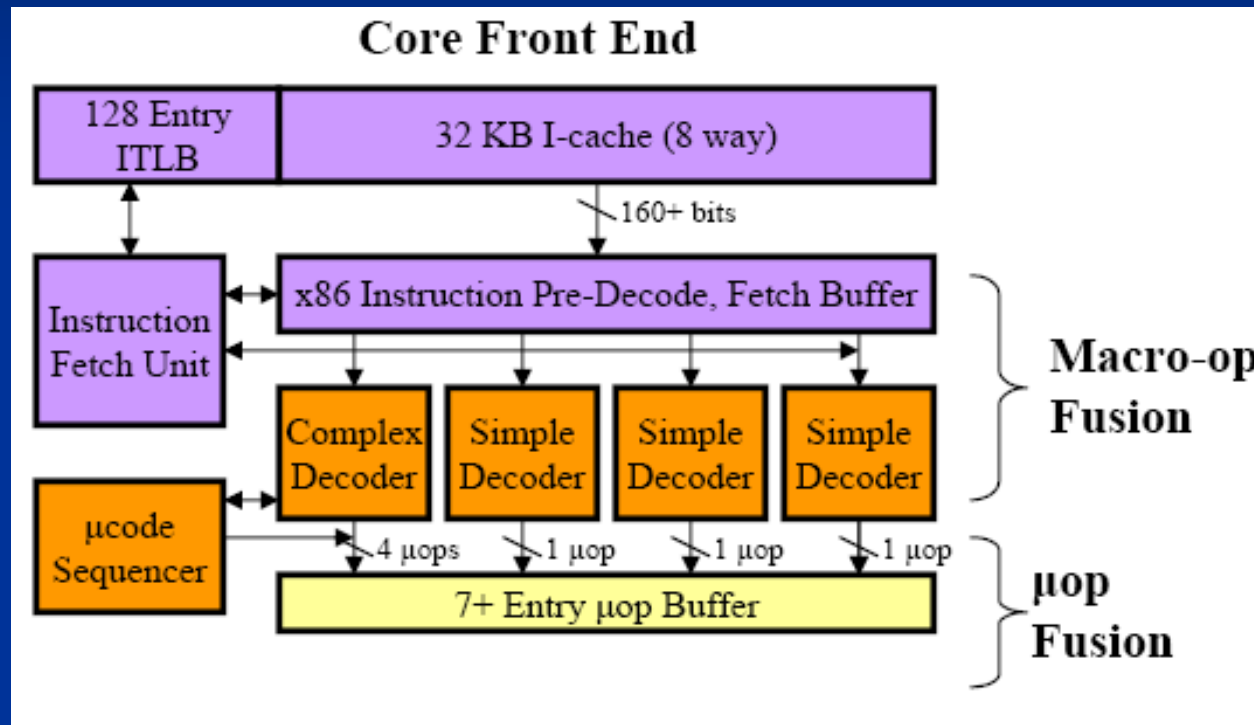 Core Front End
128 Entry
ITLB
32 KB I-cache (8 way)
160+ bits
Instruction
Fetch Unit
x86 Instruction Pre-Decode, Fetch Buffer
Macro-op
Fusion
Complex
Decoder
Simple
Decoder
Simple
Decoder
Simple
Decoder
μcode
Sequencer
4 μops
1 μop
1 μop
1 μop
7+ Entry μop Buffer
μop
Fusion